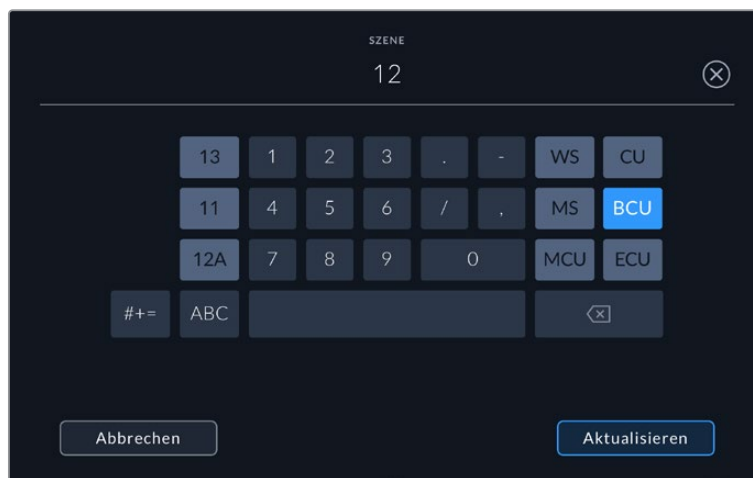 SZENE
12
13 1 2 3 . - WS CU
11 4 5 6 / , MS BCU
12A 7 8 9 0 MCU ECU
#+= ABC
Abbrechen Aktualisieren